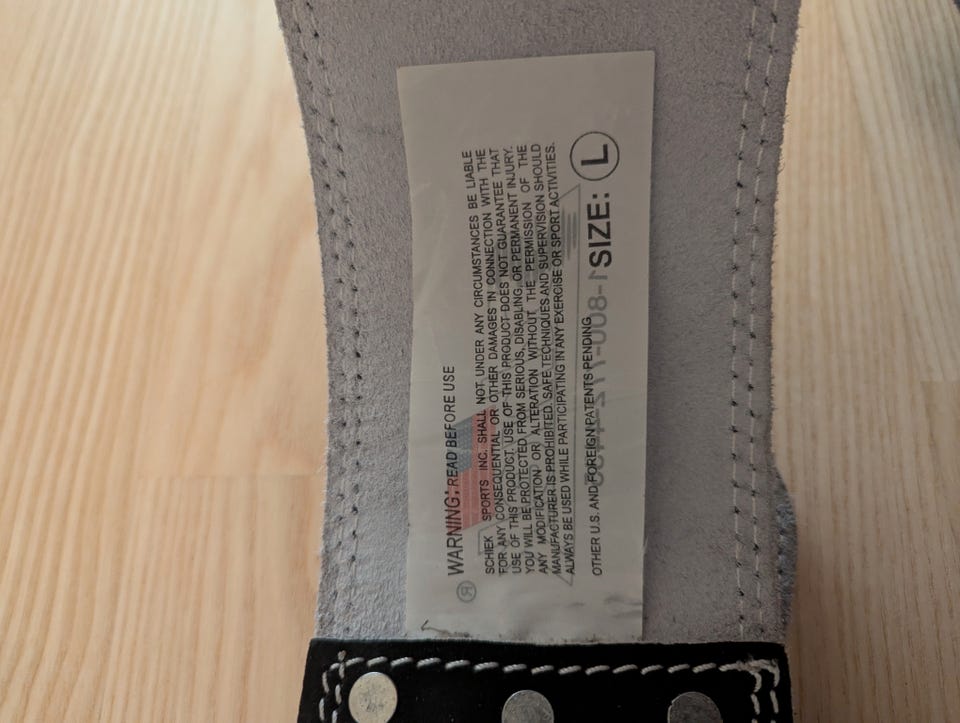 WARNING: READ BEFORE USE
SCHIEK SPORTS INC. SHALL NOT UNDER ANY CIRCUMSTANCES BE LIABLE
FOR ANY CONSEQUENTIAL OR OTHER DAMAGES IN CONNECTION WITH THE
USE OF THIS PRODUCT. USE OF THIS PRODUCT DOES NOT GUARANTEE THAT
YOU WILL BE PROTECTED FROM SERIOUS, DISABLING, OR PERMANENT INJURY.
ANY MODIFICATION OR ALTERATION WITHOUT THE PERMISSION OF THE
MANUFACTURER IS PROHIBITED. SAFE TECHNIQUES AND SUPERVISION SHOULD
ALWAYS BE USED WHILE PARTICIPATING IN ANY EXERCISE OR SPORT ACTIVITIES.
OTHER U.S. AND FOREIGN PATENTS PENDING
SIZE: L
®